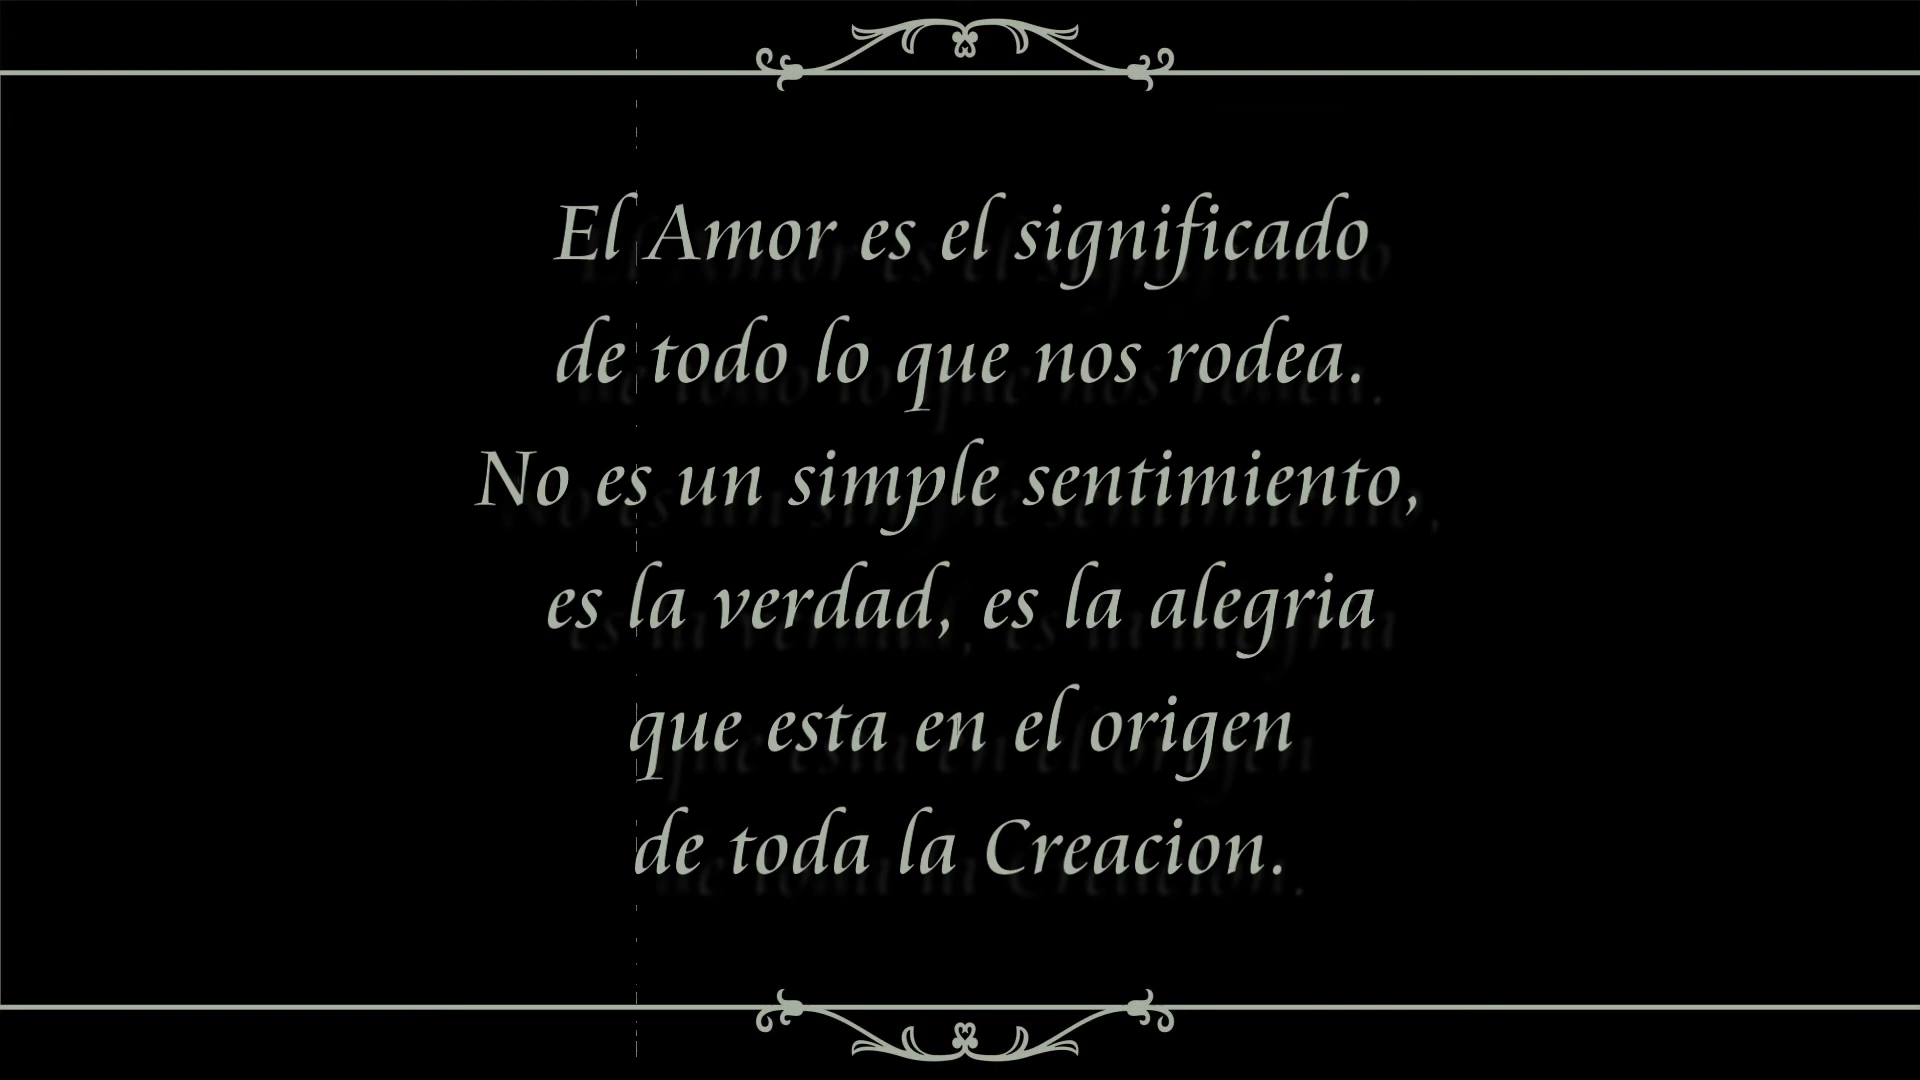 El Amor es el significado
de todo lo que nos rodea.
No es un simple sentimiento,
es la verdad, es la alegria
que esta en el origen
de toda la Creacion.